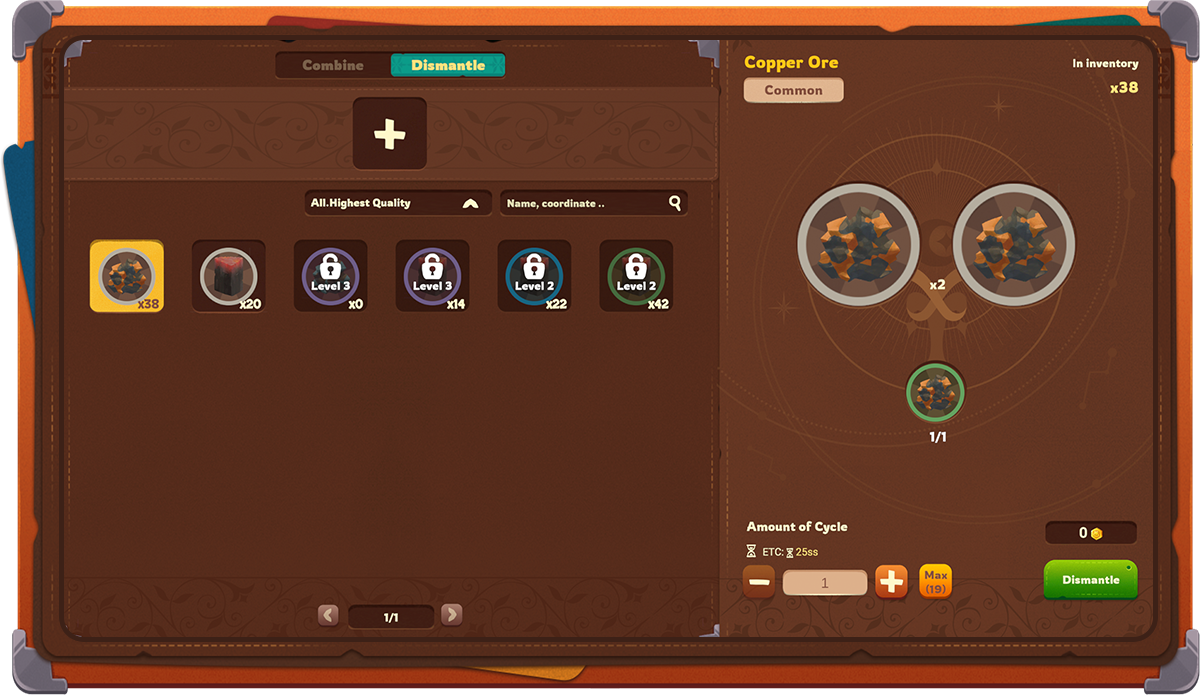 Combine
Dismantle
All.Highest Quality
Name, coordinate ..
x38
x20
Level 3
x0
Level 3
x14
Level 2
x22
Level 2
x42
1/1
Copper Ore
Common
In inventory
x38
x2
1/1
Amount of Cycle
ETC: 25ss
1
Max
(19)
0
Dismantle